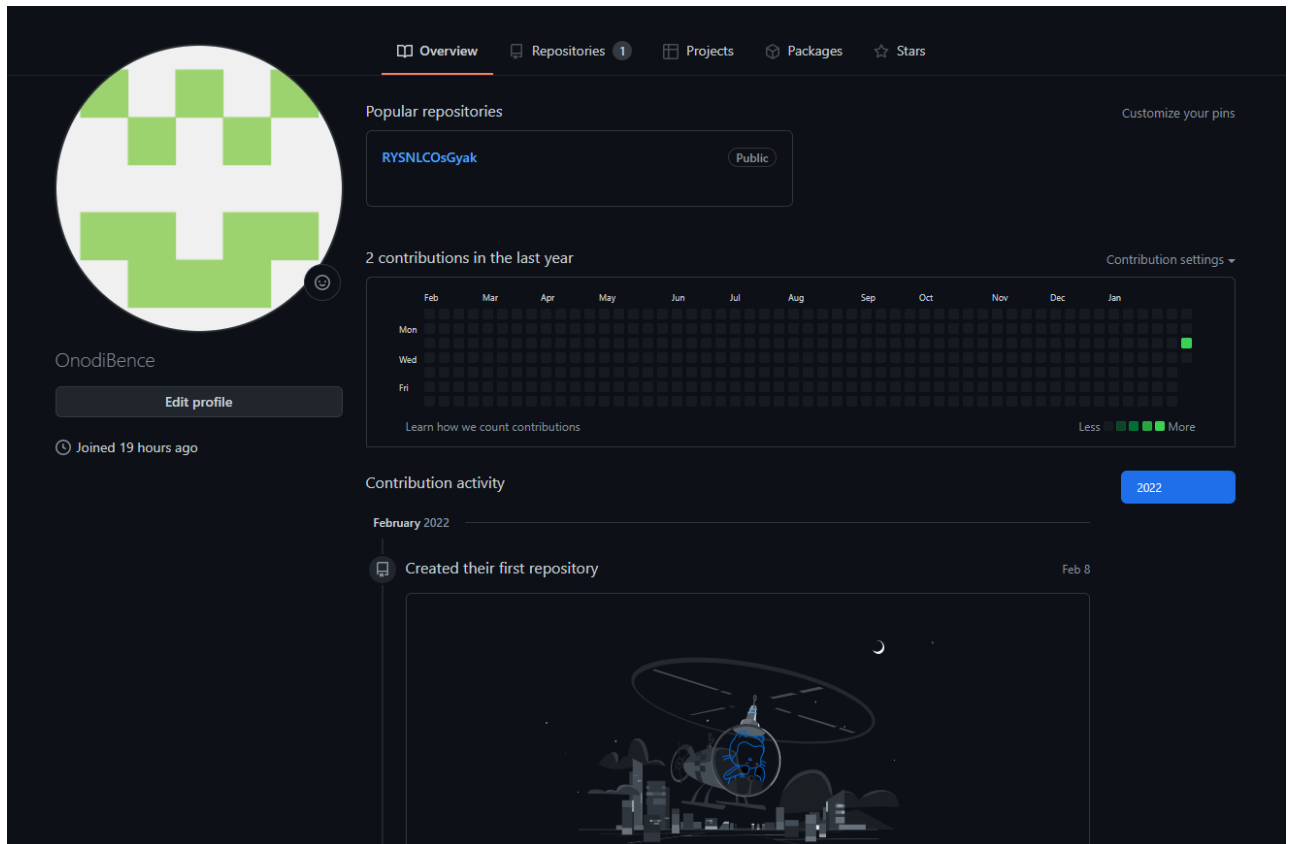 Overview Repositories 1 Projects Packages Stars
Popular repositories Customize your pins
RYSNLCOsGyak Public
2 contributions in the last year Contribution settings
Feb Mar Apr May Jun Jul Aug Sep Oct Nov Dec Jan
Mon
Wed
Fri
Learn how we count contributions Less More
OnodiBence
Edit profile
Joined 19 hours ago
Contribution activity 2022
February 2022
Created their first repository Feb 8